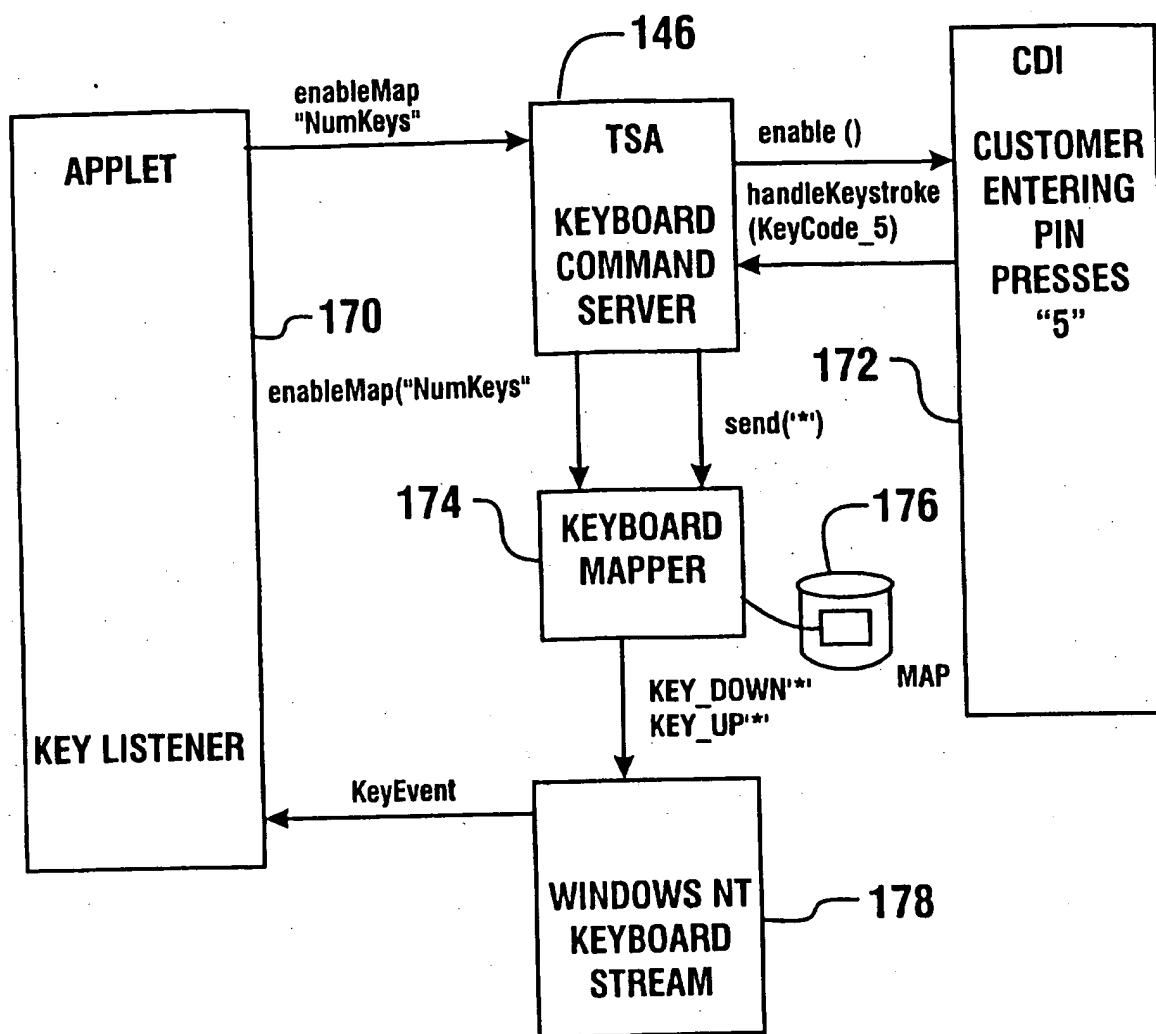 146
CDI
enableMap
"NumKeys"
APPLET
TSA
enable ()
CUSTOMER
ENTERING
PIN
PRESSES
“5”
handleKeystroke
(KeyCode_5)
KEYBOARD
COMMAND
SERVER
170
172
enableMap("NumKeys"
send('*')
174
176
KEYBOARD
MAPPER
MAP
KEY_DOWN'*'
KEY_UP'*'
KEY LISTENER
KeyEvent
WINDOWS NT
KEYBOARD
STREAM
178